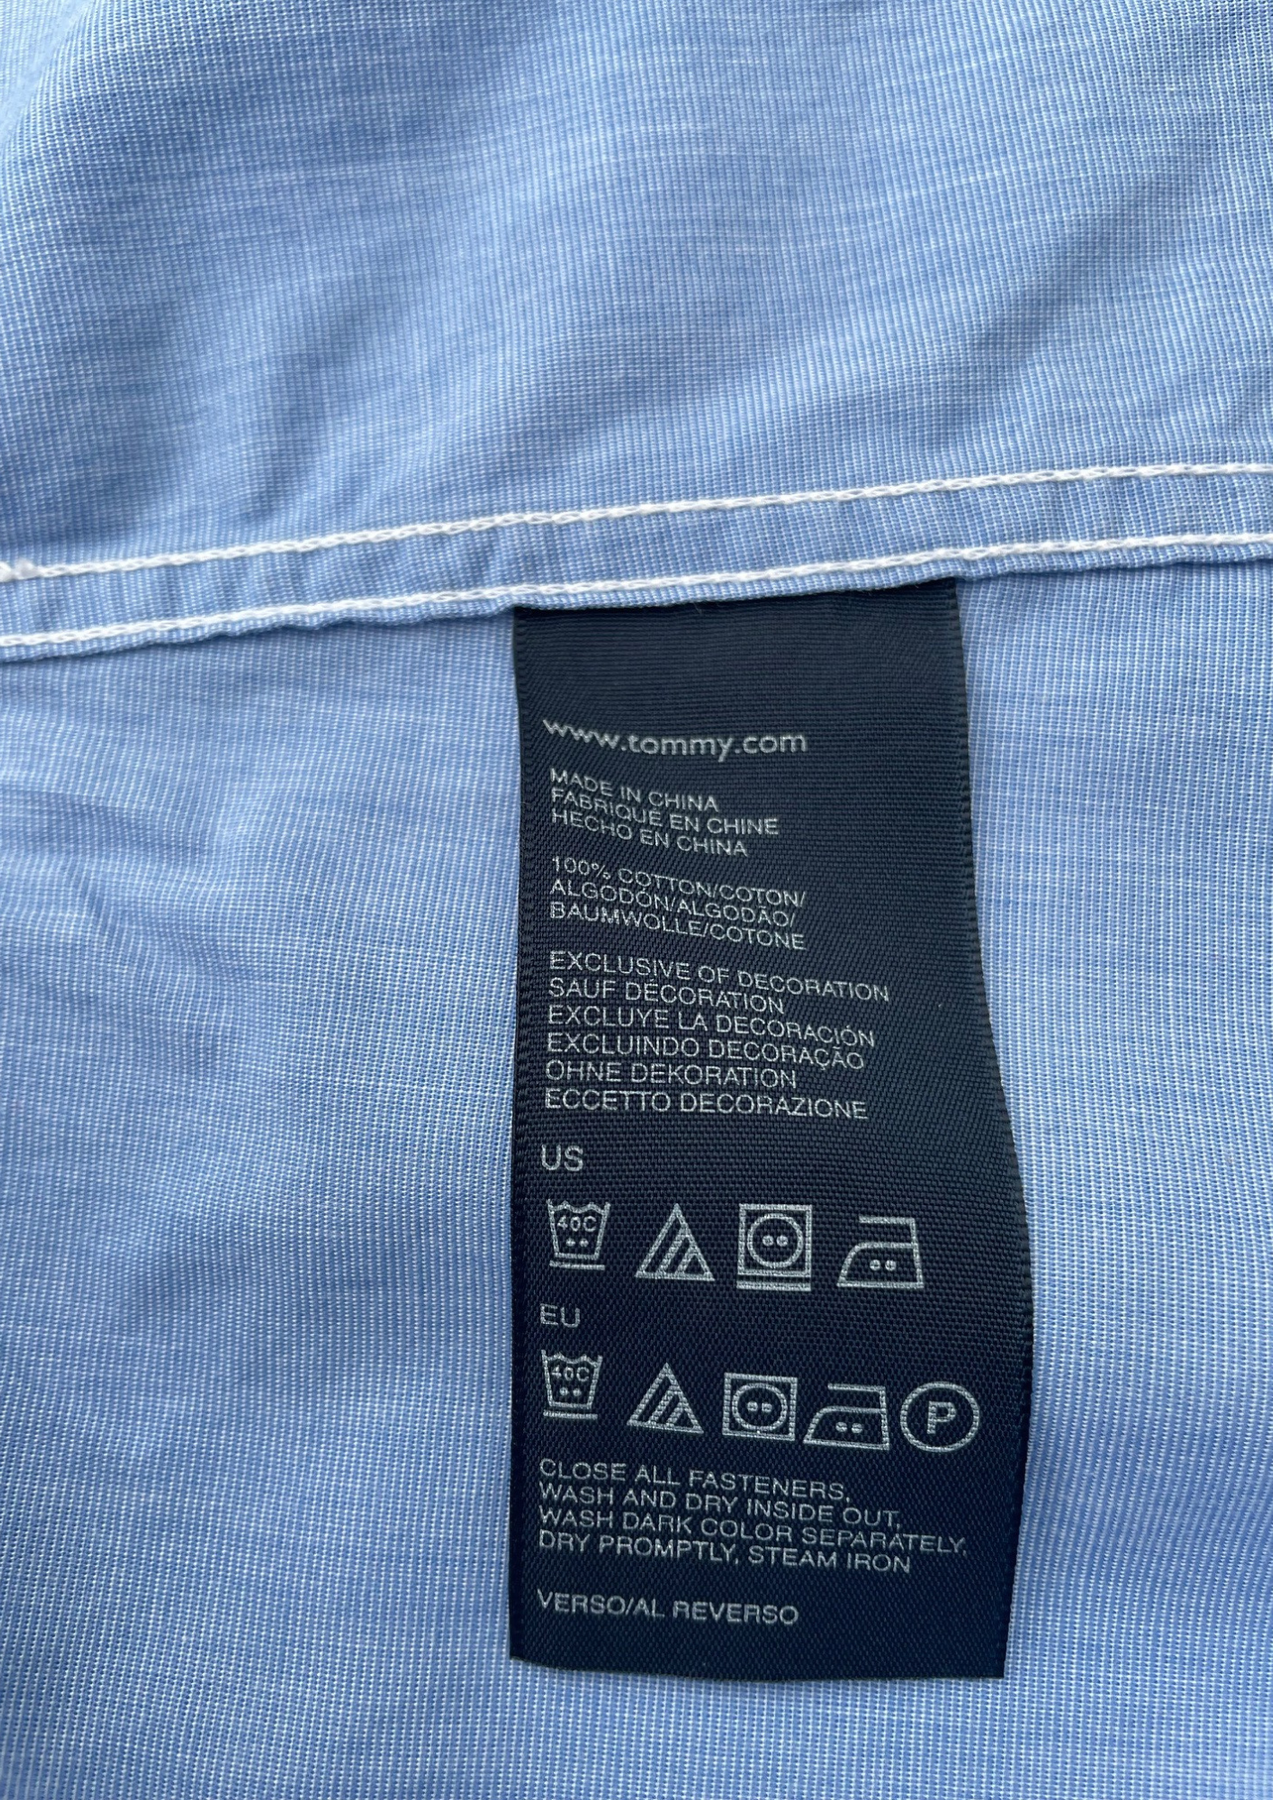 www.tommy.com
MADE IN CHINA
FABRIQUE EN CHINE
HECHO EN CHINA
100% COTTON/COTON/
ALGODÓN/ALGODÃO/
BAUMWOLLE/COTONE
EXCLUSIVE OF DECORATION
SAUF DECORATION
EXCLUYE LA DECORACIÓN
EXCLUINDO DECORAÇÃO
OHNE DEKORATION
ECCETTO DECORAZIONE
US
40C
EU
40C
P
CLOSE ALL FASTENERS,
WASH AND DRY INSIDE OUT,
WASH DARK COLOR SEPARATELY,
DRY PROMPTLY, STEAM IRON
VERSO/AL REVERSO